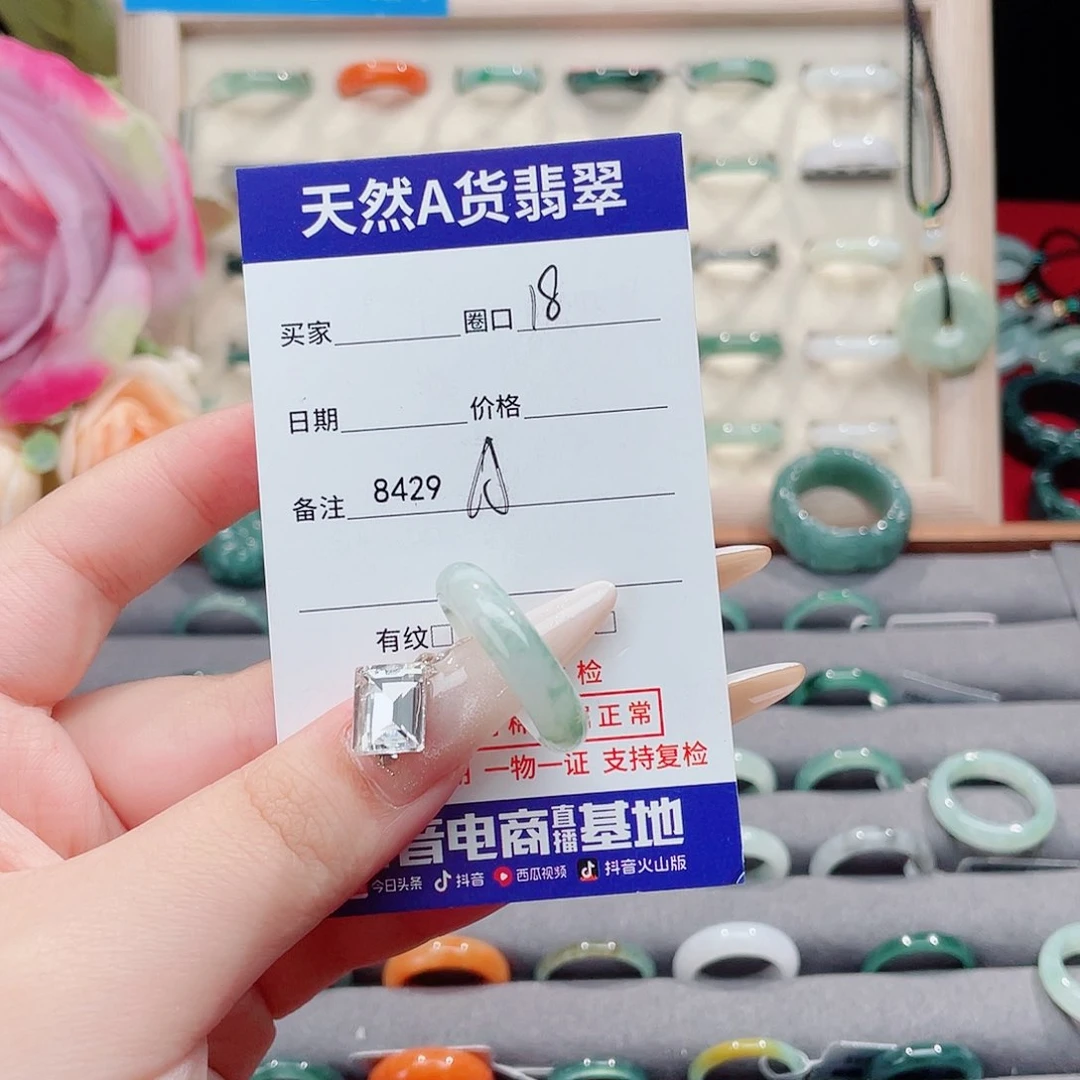 天然A货翡翠
买家 圈口 18
日期 价格
备注 8429 A
有纹□ □
检
正常
一物一证 支持复检
音电商直播基地
今日头条 抖音 西瓜视频 抖音火山版